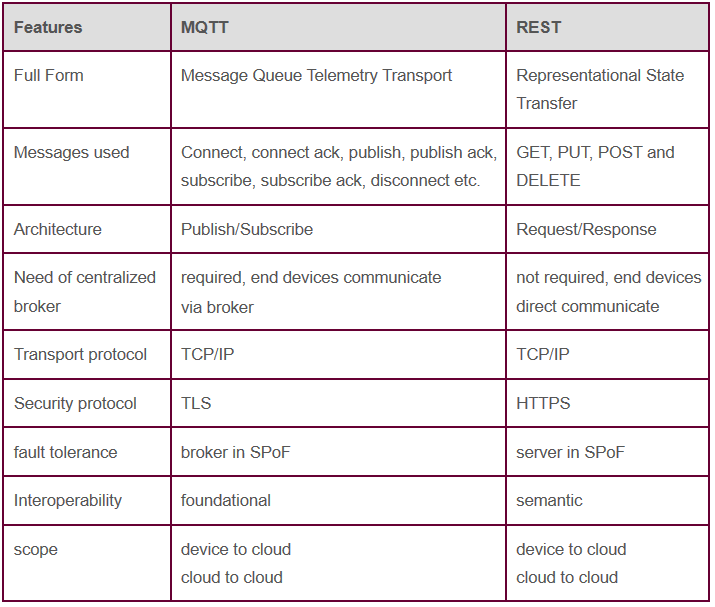 Features MQTT REST
Full Form Message Queue Telemetry Transport Representational State
Transfer
Messages used Connect, connect ack, publish, publish ack, GET, PUT, POST and
subscribe, subscribe ack, disconnect etc. DELETE
Architecture Publish/Subscribe Request/Response
Need of centralized required, end devices communicate not required, end devices
broker via broker direct communicate
Transport protocol TCP/IP TCP/IP
Security protocol TLS HTTPS
fault tolerance broker in SPoF server in SPoF
Interoperability foundational semantic
scope device to cloud device to cloud
cloud to cloud cloud to cloud